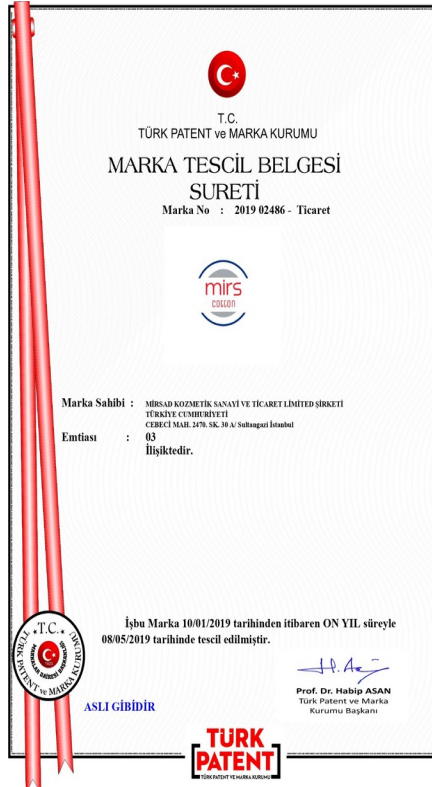 T.C.
TÜRK PATENT ve MARKA KURUMU
MARKA TESCİL BELGESİ
SURETİ
Marka No : 2019 02486 - Ticaret
mirs
cotton
Marka Sahibi : MİRSAD KOZMETİK SANAYİ VE TİCARET LİMİTED ŞİRKETİ
TÜRKİYE CUMHURİYETİ
CEBECİ MAH. 2470. SK. 30 A/ Sultangazi İstanbul
Emtiası : 03
İlişiktedir.
İşbu Marka 10/01/2019 tarihinden itibaren ON YIL süreyle
08/05/2019 tarihinde tescil edilmiştir.
T.C.
TÜRK PATENT ve MARKA KURUMU
MARKALAR DAİRESİ BAŞKANLIĞI
Prof. Dr. Habip ASAN
Türk Patent ve Marka
Kurumu Başkanı
ASLI GİBİDİR
TÜRK
PATENT
TÜRK PATENT VE MARKA KURUMU